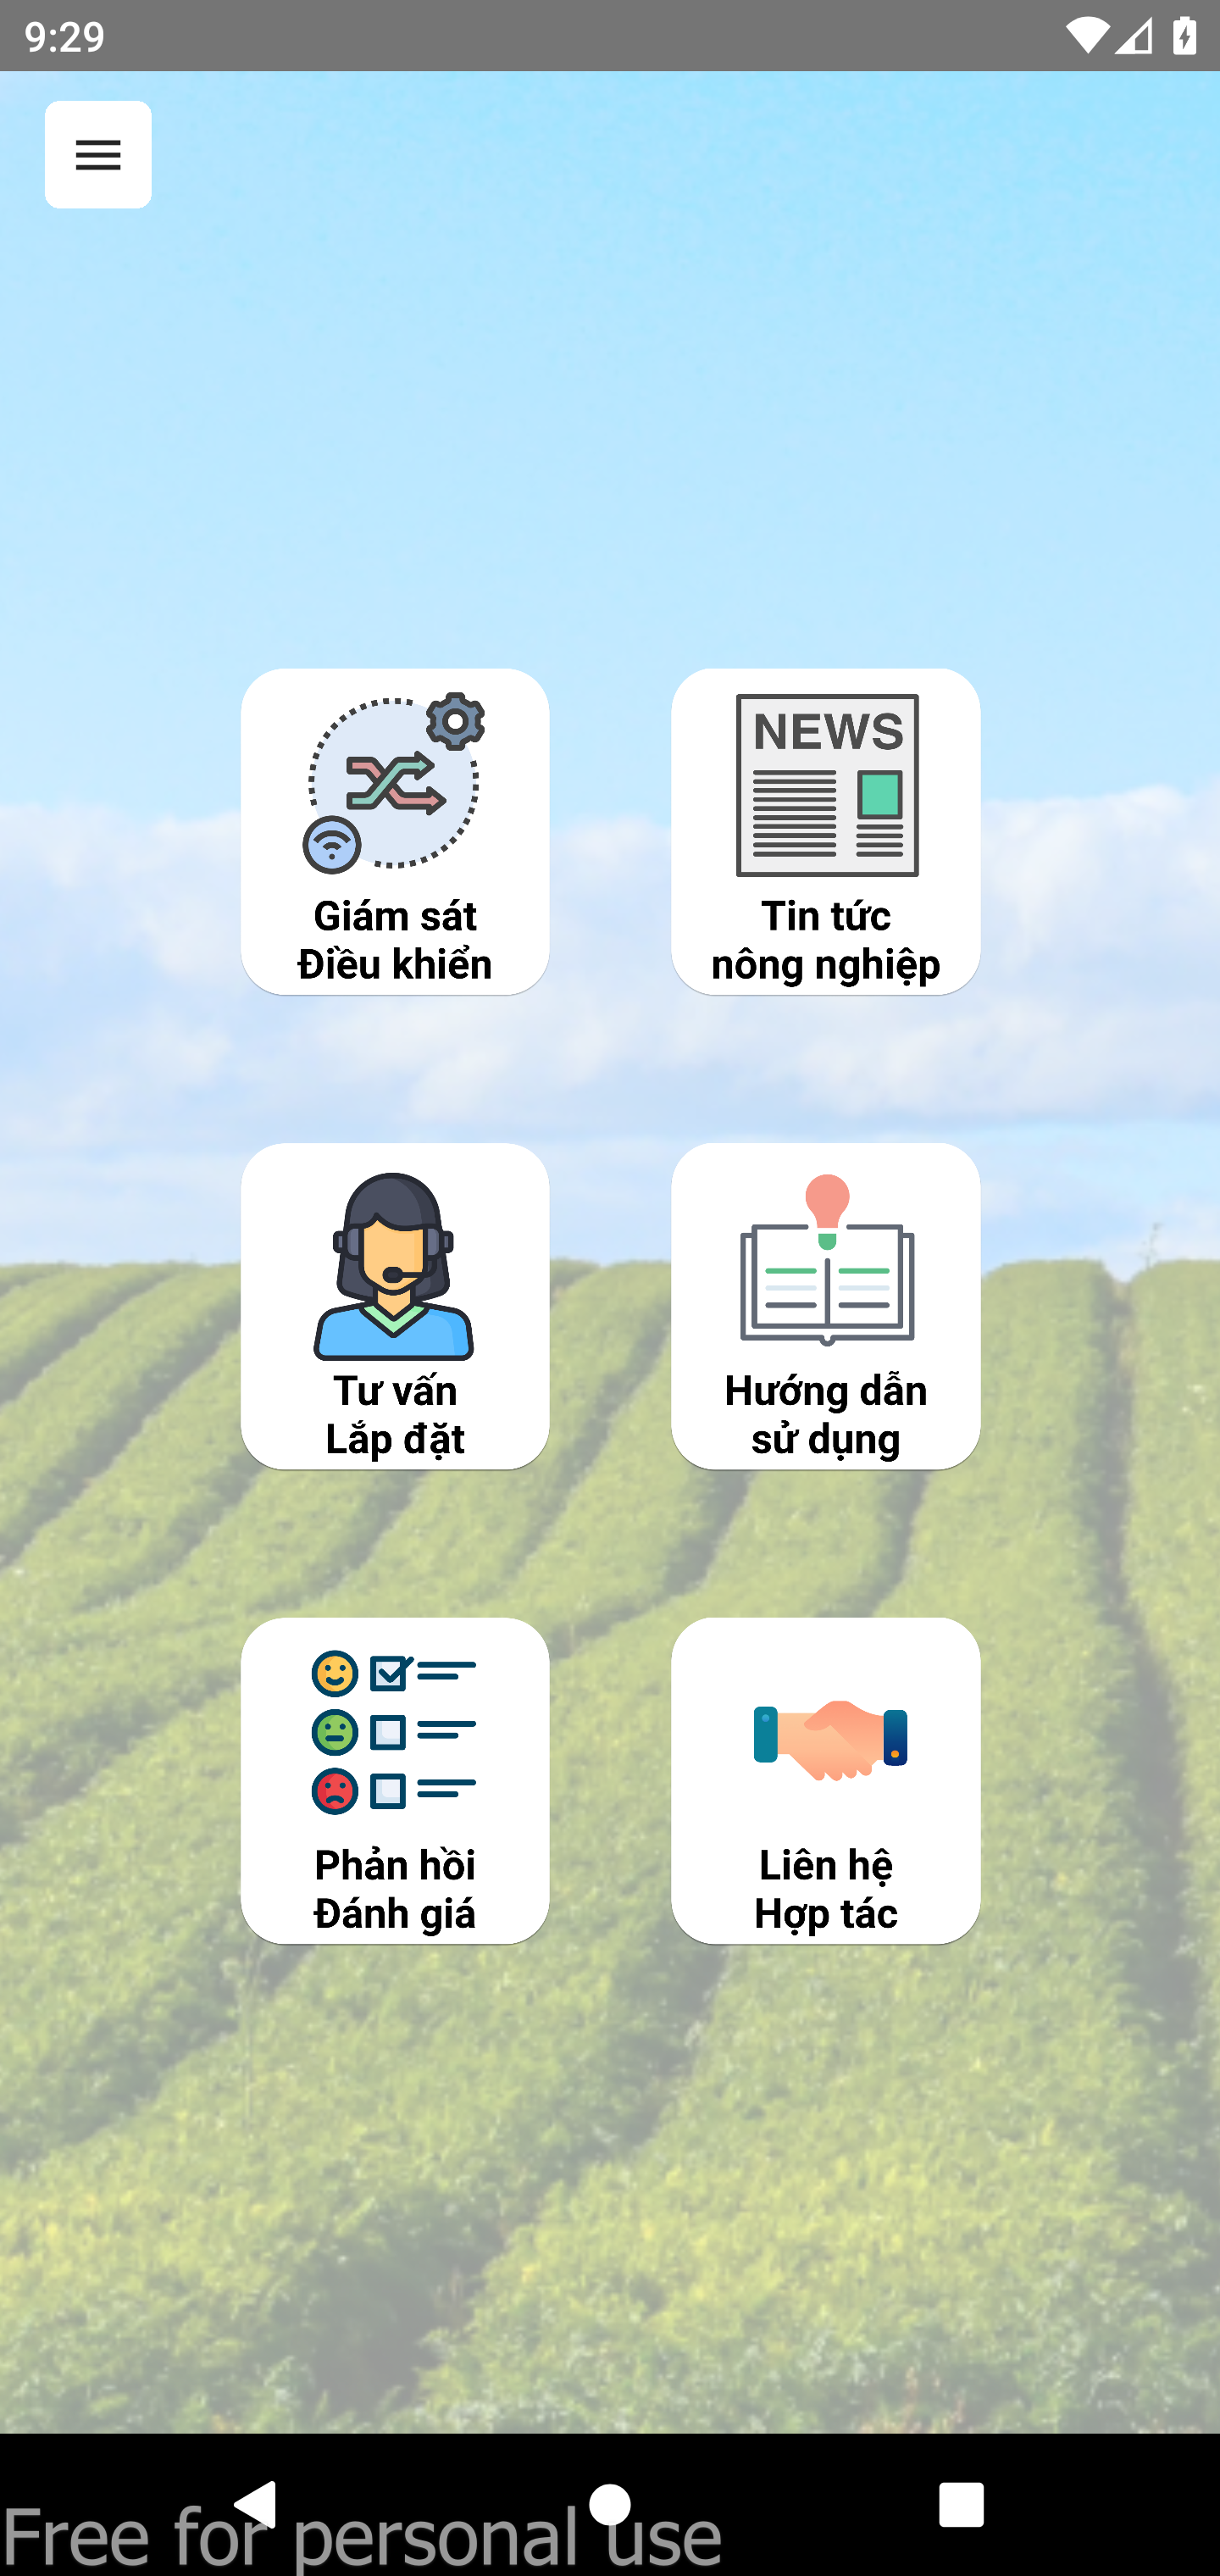 9:29
NEWS
Giám sát
Điều khiển
Tin tức
nông nghiệp
Tư vấn
Lắp đặt
Hướng dẫn
sử dụng
Phản hồi
Đánh giá
Liên hệ
Hợp tác
Free for personal use